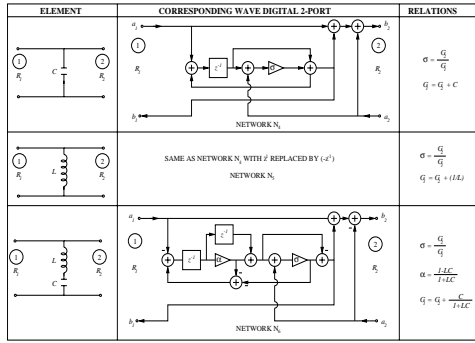 ELEMENT CORRESPONDING WAVE DIGITAL 2-PORT RELATIONS
1 2
C
R1 R2
a1 b2
1 2
R1 R2
z-1 σ
b1 a2
NETWORK N4
σ = G2/G1
G1 = G2 + C
1 2
L
R1 R2
SAME AS NETWORK N4 WITH z-1 REPLACED BY (-z-1)
NETWORK N5
σ = G2/G1
G1 = G2 + (1/L)
1 2
L
C
R1 R2
a1 b2
1 2
z-1
z-1 α σ
R1 R2
b1 a2
NETWORK N6
σ = G2/G1
α = 1-LC/1+LC
G1 = G2 + C/1+LC